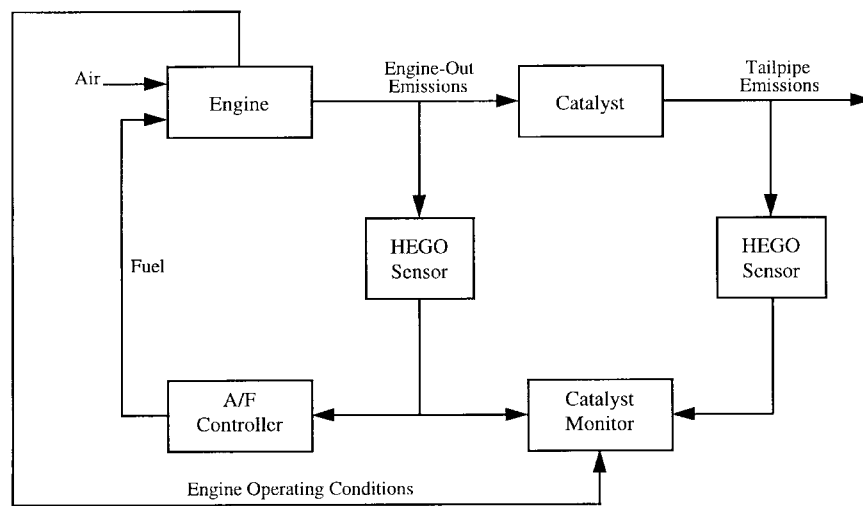 Air
Engine
Engine-Out
Emissions
Catalyst
Tailpipe
Emissions
HEGO
Sensor
HEGO
Sensor
Fuel
A/F
Controller
Catalyst
Monitor
Engine Operating Conditions